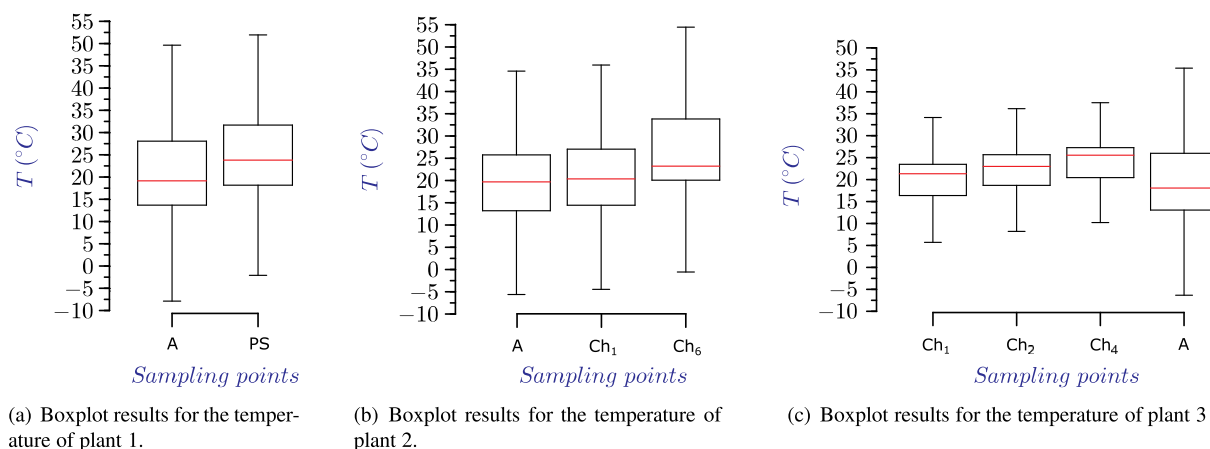 55
50
45
40
35
30
25
20
15
10
5
0
−5
−10
T (°C)
A PS
Sampling points
(a) Boxplot results for the temper-
ature of plant 1.
55
50
45
40
35
30
25
20
15
10
5
0
−5
−10
T (°C)
A Ch₁ Ch₆
Sampling points
(b) Boxplot results for the temperature of
plant 2.
50
45
40
35
30
25
20
15
10
5
0
−5
−10
T (°C)
Ch₁ Ch₂ Ch₄ A
Sampling points
(c) Boxplot results for the temperature of plant 3